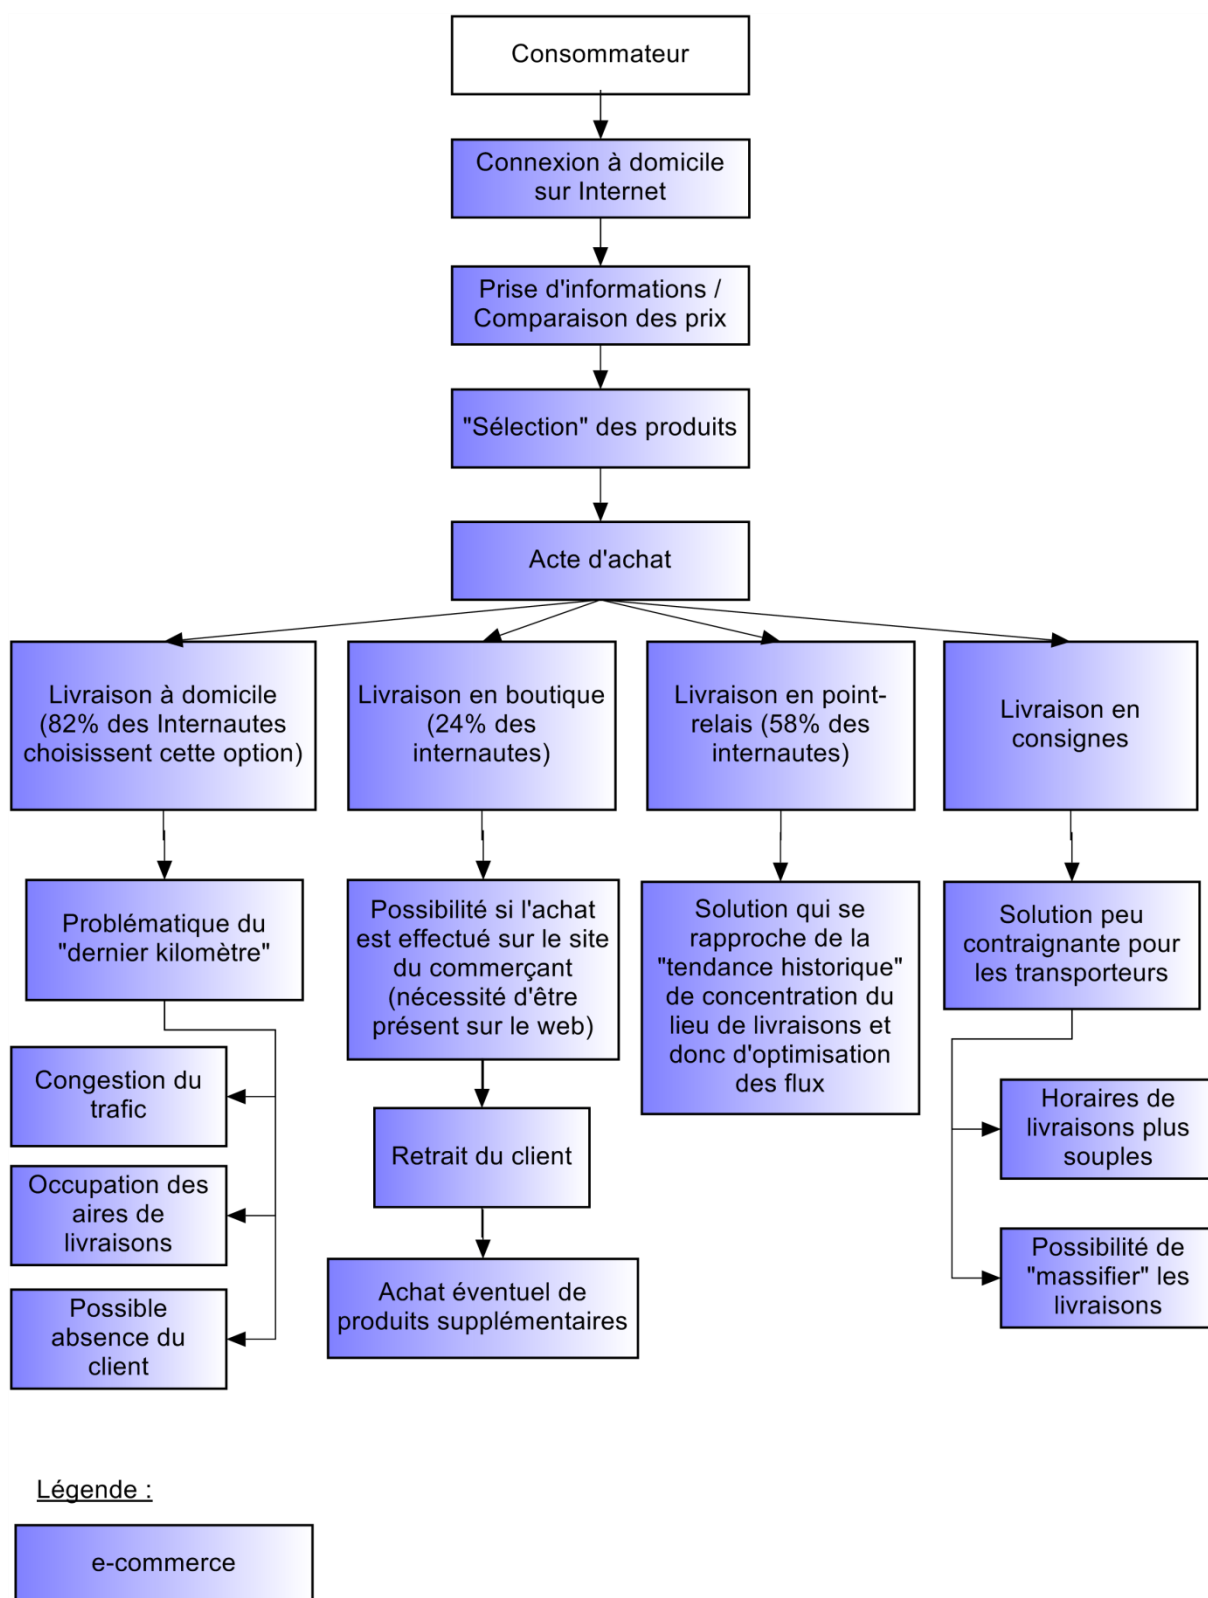 Consommateur
Connexion à domicile
sur Internet
Prise d'informations /
Comparaison des prix
"Sélection" des produits
Acte d'achat
Livraison à domicile
(82% des Internautes
choisissent cette option)
Livraison en boutique
(24% des
internautes)
Livraison en point-
relais (58% des
internautes)
Livraison en
consignes
Problématique du
"dernier kilomètre"
Possibilité si l'achat
est effectué sur le site
du commerçant
(nécessité d'être
présent sur le web)
Solution qui se
rapproche de la
"tendance historique"
de concentration du
lieu de livraisons et
donc d'optimisation
des flux
Solution peu
contraignante pour
les transporteurs
Congestion du
trafic
Occupation des
aires de
livraisons
Possible
absence du
client
Retrait du client
Achat éventuel de
produits supplémentaires
Horaires de
livraisons plus
souples
Possibilité de
"massifier" les
livraisons
Légende :
e-commerce